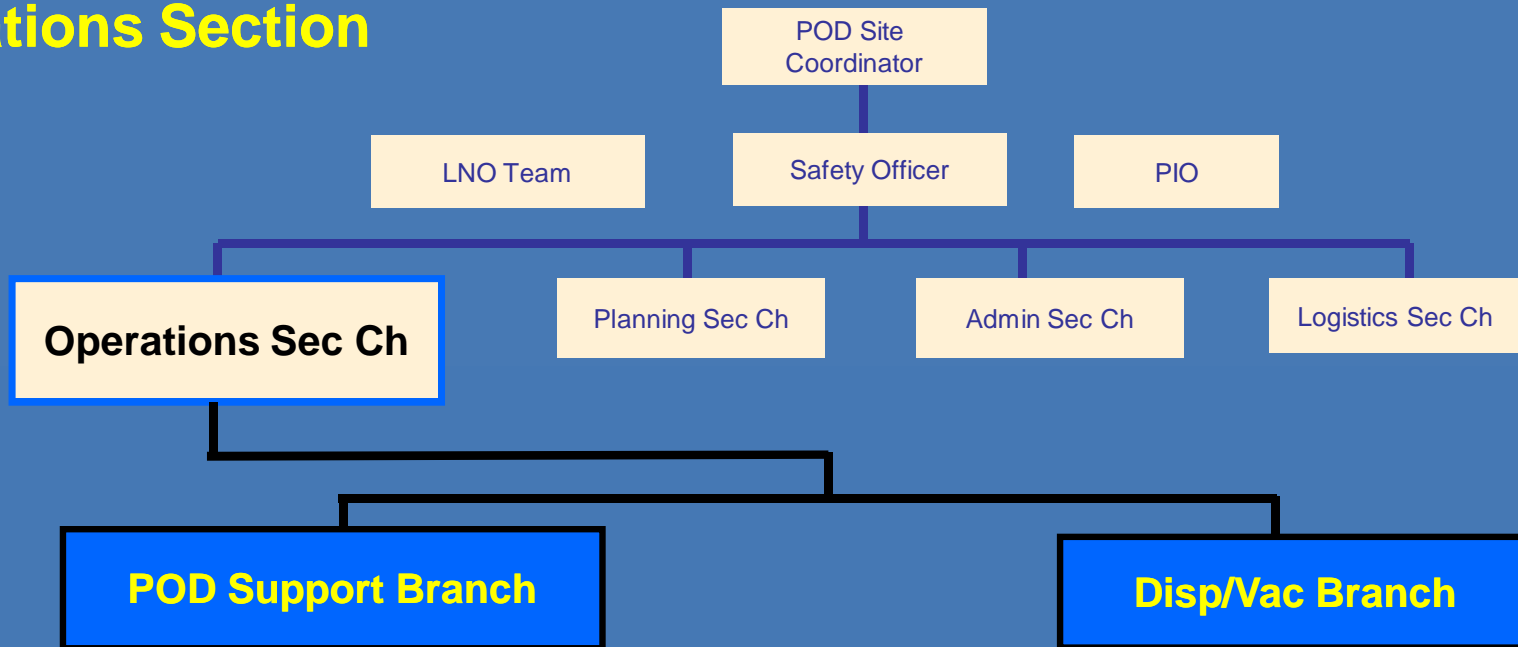 ations Section
POD Site
Coordinator
LNO Team
Safety Officer
PIO
Operations Sec Ch
Planning Sec Ch
Admin Sec Ch
Logistics Sec Ch
POD Support Branch
Disp/Vac Branch